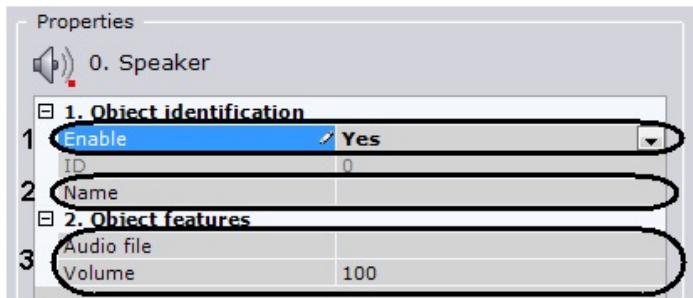 Properties
0. Speaker
1. Object identification
1 Enable Yes
ID 0
2 Name
2. Object features
3 Audio file
Volume 100